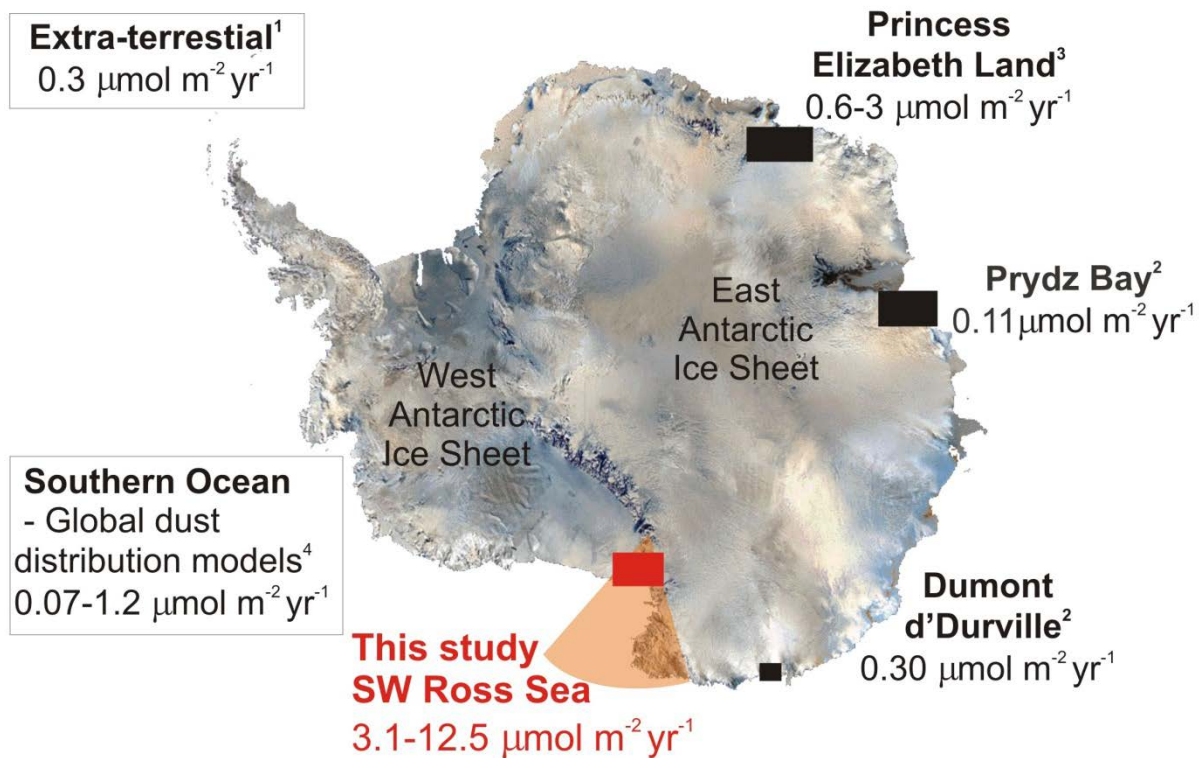 Extra-terrestial¹
0.3 μmol m⁻² yr⁻¹
Princess
Elizabeth Land³
0.6-3 μmol m⁻² yr⁻¹
East
Antarctic
Ice Sheet
Prydz Bay²
0.11μmol m⁻² yr⁻¹
West
Antarctic
Ice Sheet
Southern Ocean
- Global dust
distribution models⁴
0.07-1.2 μmol m⁻² yr⁻¹
This study
SW Ross Sea
3.1-12.5 μmol m⁻² yr⁻¹
Dumont
d'Durville²
0.30 μmol m⁻² yr⁻¹